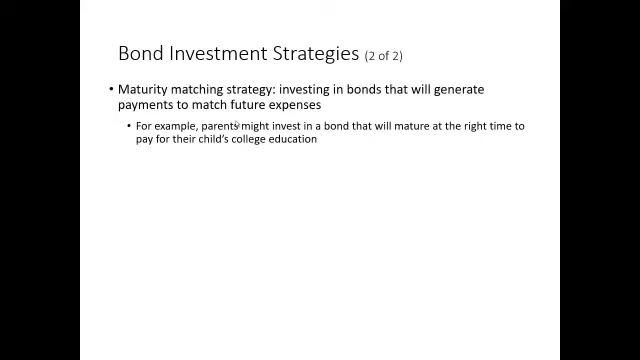 Bond Investment Strategies (2 of 2)
• Maturity matching strategy: investing in bonds that will generate
payments to match future expenses
• For example, parents might invest in a bond that will mature at the right time to
pay for their child's college education